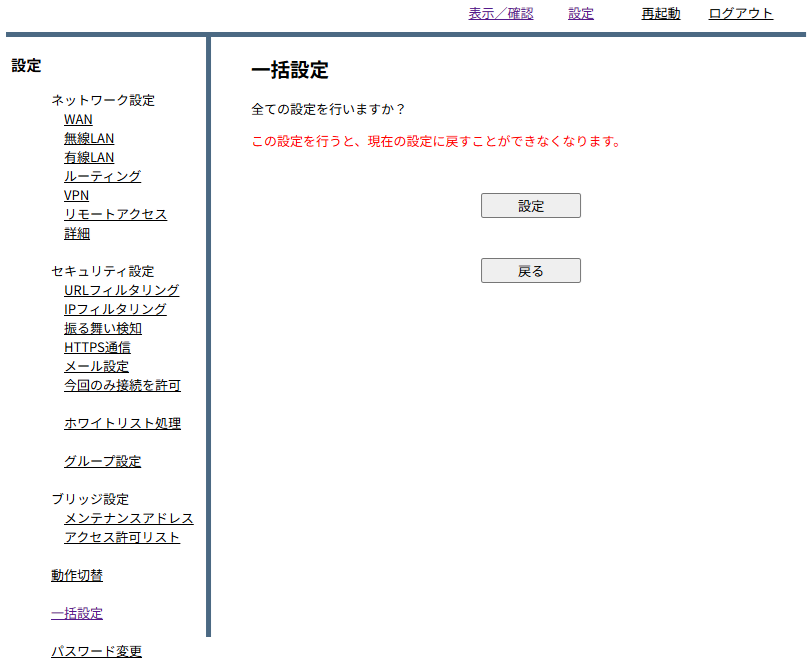 表示／確認 設定 再起動 ログアウト
設定
ネットワーク設定
WAN
無線LAN
有線LAN
ルーティング
VPN
リモートアクセス
詳細
セキュリティ設定
URLフィルタリング
IPフィルタリング
振る舞い検知
HTTPS通信
メール設定
今回のみ接続を許可
ホワイトリスト処理
グループ設定
ブリッジ設定
メンテナンスアドレス
アクセス許可リスト
動作切替
一括設定
パスワード変更
一括設定
全ての設定を行いますか？
この設定を行うと、現在の設定に戻すことができなくなります。
設定
戻る